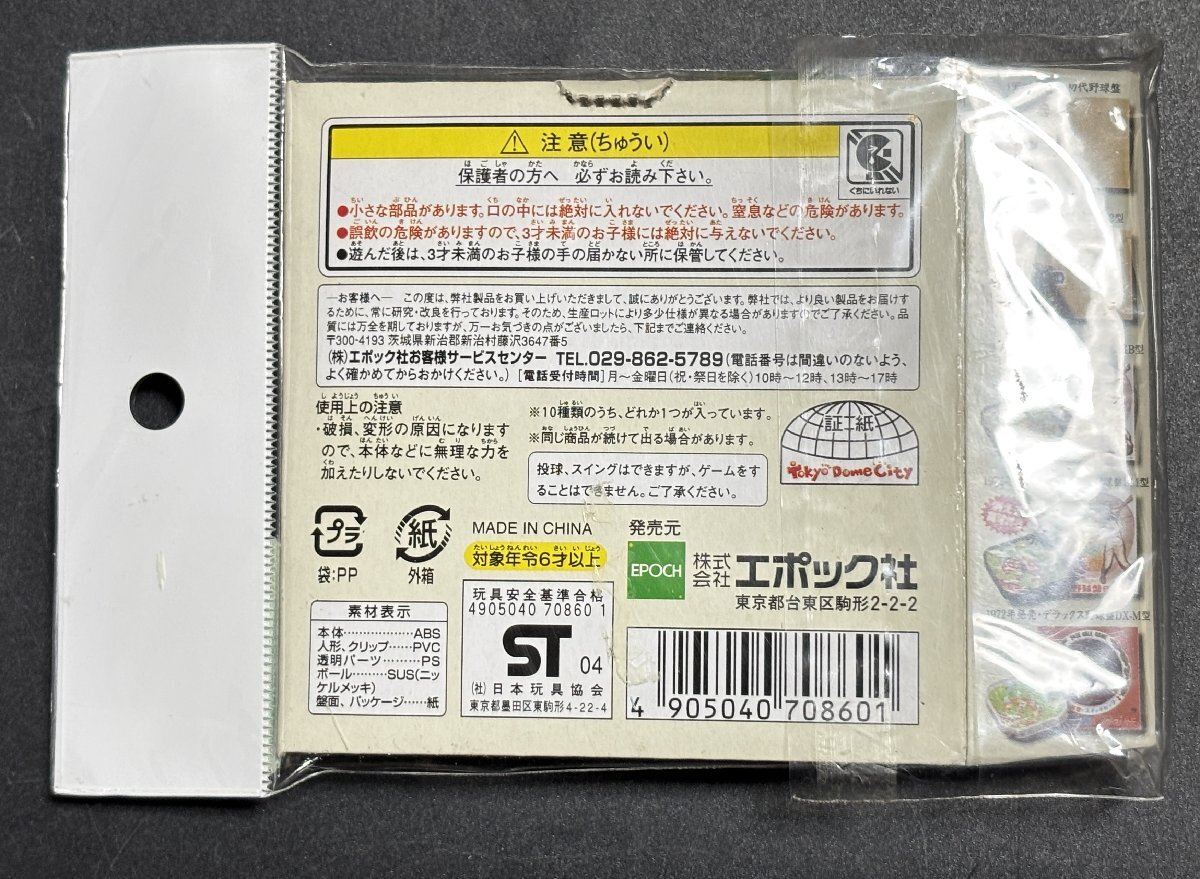 注意(ちゅうい)
くちにいれない
保護者の方へ 必ずお読み下さい。
●小さな部品があります。口の中には絶対に入れないでください。窒息などの危険があります。
●誤飲の危険がありますので、3才未満のお子様には絶対に与えないでください。
●遊んだ後は、3才未満のお子様の手の届かない所に保管してください。
―お客様へ― この度は、弊社製品をお買い上げいただきまして、誠にありがとうございます。弊社では、より良い製品をお届けす
るために、常に研究・改良を行っております。そのため、生産ロットにより多少仕様が異なる場合がありますのでご了承ください。品
質には万全を期しておりますが、万一お気づきの点がございましたら、下記までご連絡ください。
〒300-4193 茨城県新治郡新治村藤沢3647番5
(株)エポック社お客様サービスセンター TEL.029-862-5789(電話番号は間違いのないよう、
よく確かめてからおかけください。) [電話受付時間]月〜金曜日(祝・祭日を除く)10時〜12時、13時〜17時
使用上の注意
・破損、変形の原因になります
ので、本体などに無理な力を
加えたりしないでください。
※10種類のうち、どれか1つが入っています。
※同じ商品が続けて出る場合があります。
投球、スイングはできますが、ゲームをす
ることはできません。ご了承ください。
証紙
Tokyo Dome City
プラ
袋:PP
紙
外箱
MADE IN CHINA
対象年令6才以上
発売元
EPOCH
株式会社エポック社
東京都台東区駒形2-2-2
素材表示
本体……………ABS
人形、クリップ……PVC
透明パーツ………PS
ボール………SUS(ニッ
ケルメッキ)
盤面、パッケージ……紙
玩具安全基準合格
4905040 70860 1
ST 04
(社)日本玩具協会
東京都墨田区東駒形4-22-4
4 905040 708601
初代野球盤
1972年発売・デラックス野球盤DX-M型